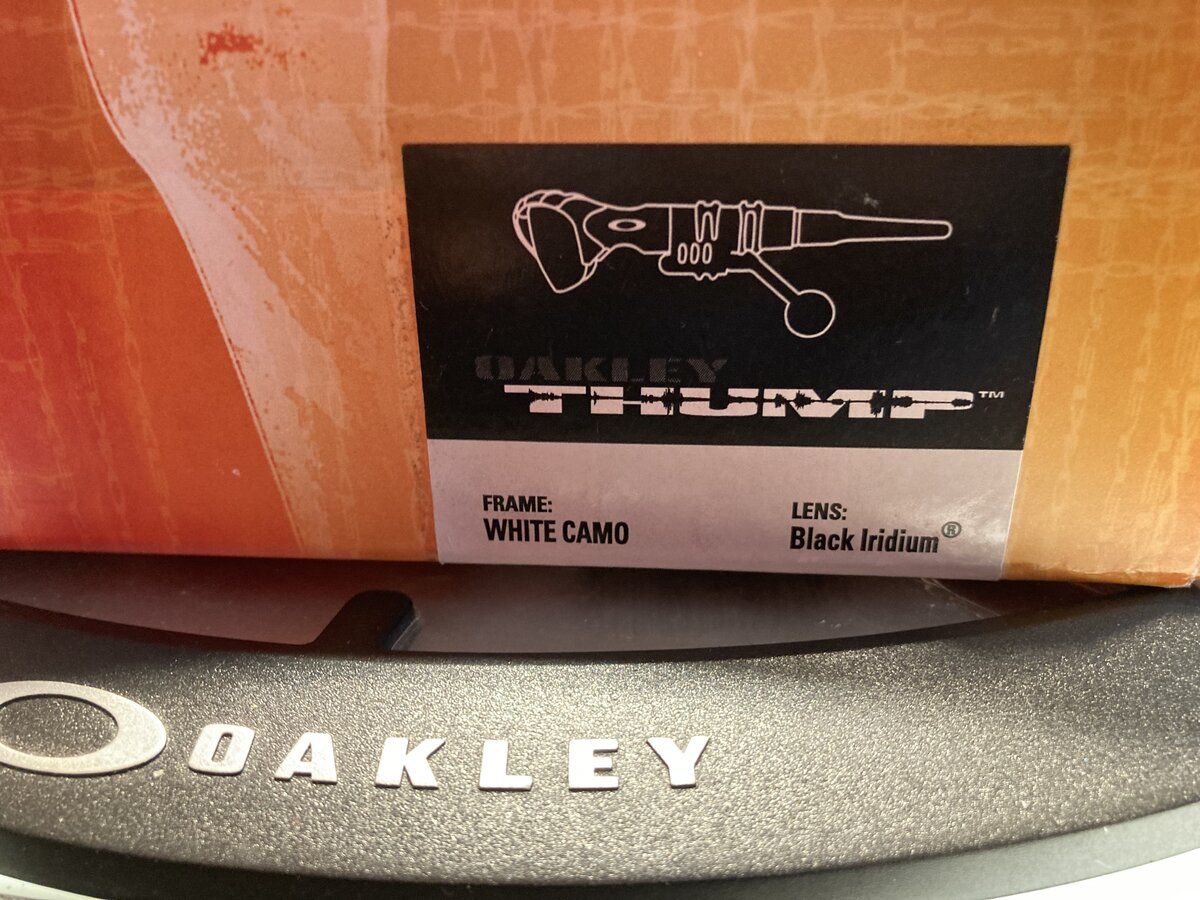 OAKLEY
THUMP™
FRAME:
WHITE CAMO
LENS:
Black Iridium®
OAKLEY